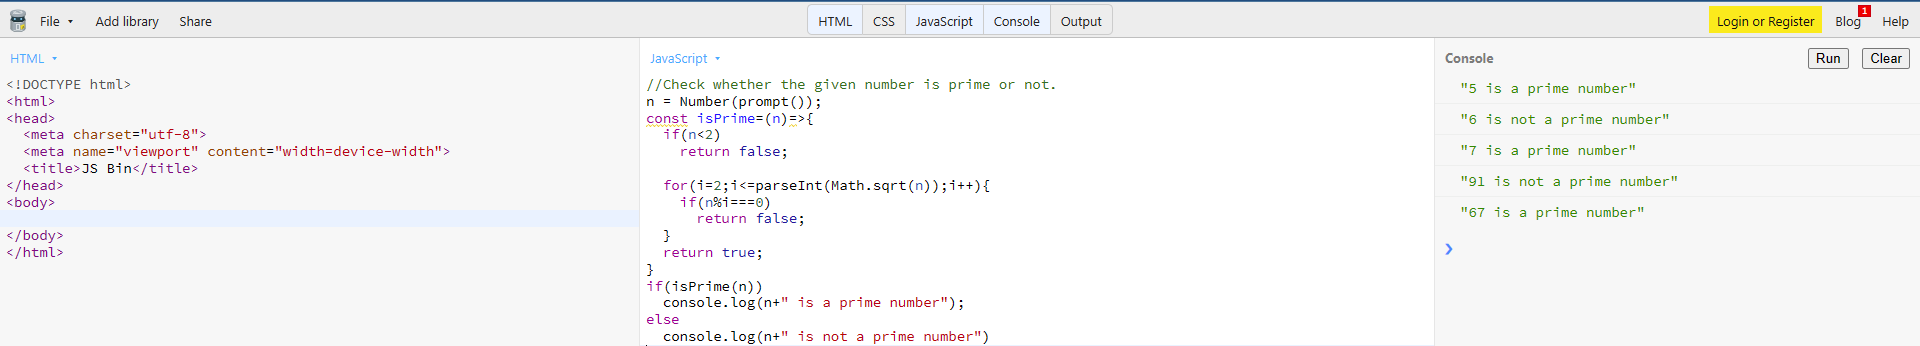 File Add library Share HTML CSS JavaScript Console Output Login or Register Blog 1 Help
HTML
<!DOCTYPE html>
<html>
<head>
  <meta charset="utf-8">
  <meta name="viewport" content="width=device-width">
  <title>JS Bin</title>
</head>
<body>

</body>
</html>
JavaScript
//Check whether the given number is prime or not.
n = Number(prompt());
const isPrime=(n)=>{
  if(n<2)
    return false;

  for(i=2;i<=parseInt(Math.sqrt(n));i++){
    if(n%i===0)
      return false;
  }
  return true;
}
if(isPrime(n))
  console.log(n+" is a prime number");
else
  console.log(n+" is not a prime number")
Console Run Clear
"5 is a prime number"
"6 is not a prime number"
"7 is a prime number"
"91 is not a prime number"
"67 is a prime number"